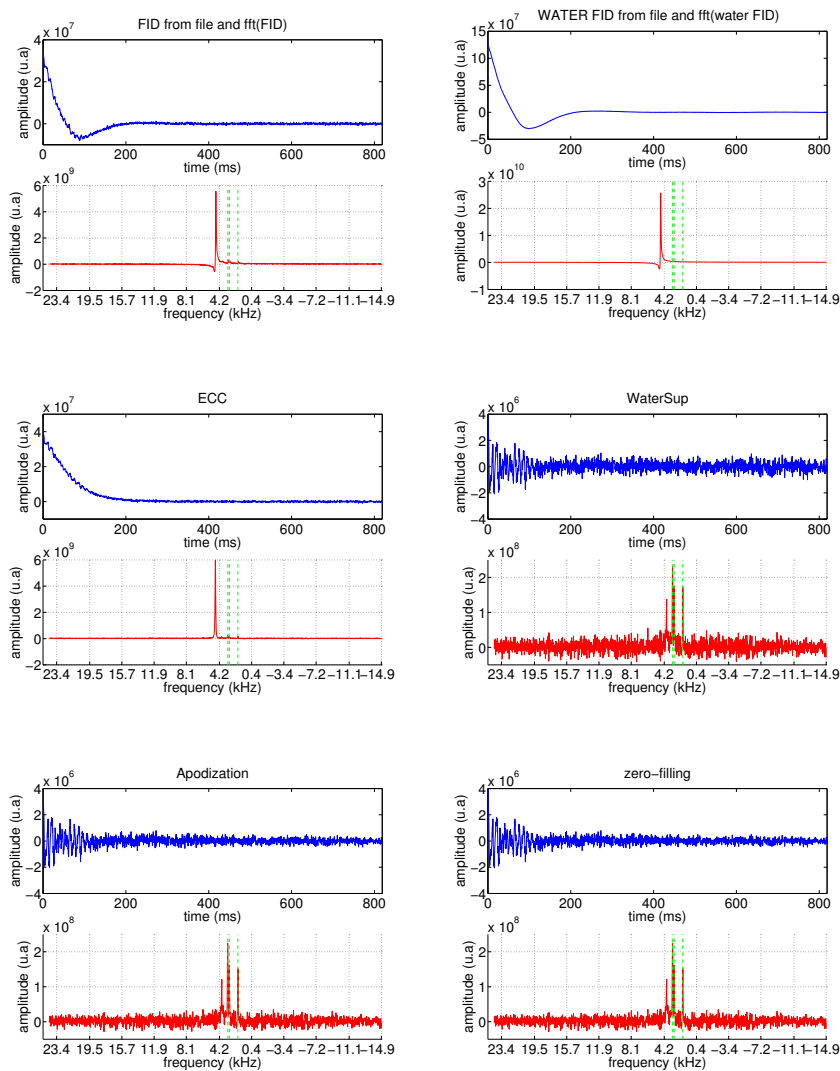 FID from file and fft(FID)
x 10^7
4
2
0
−2
amplitude (u.a)
0 200 400 600 800
time (ms)
x 10^9
6
4
2
0
−2
amplitude (u.a)
23.4 19.5 15.7 11.9 8.1 4.2 0.4 −3.4 −7.2 −11.1 −14.9
frequency (kHz)
WATER FID from file and fft(water FID)
x 10^7
15
10
5
0
−5
amplitude (u.a)
0 200 400 600 800
time (ms)
x 10^10
3
2
1
0
−1
amplitude (u.a)
23.4 19.5 15.7 11.9 8.1 4.2 0.4 −3.4 −7.2 −11.1 −14.9
frequency (kHz)
ECC
x 10^7
4
2
0
amplitude (u.a)
0 200 400 600 800
time (ms)
x 10^9
6
4
2
0
−2
amplitude (u.a)
23.4 19.5 15.7 11.9 8.1 4.2 0.4 −3.4 −7.2 −11.1 −14.9
frequency (kHz)
WaterSup
x 10^6
4
2
0
−2
−4
amplitude (u.a)
0 200 400 600 800
time (ms)
x 10^8
2
1
0
amplitude (u.a)
23.4 19.5 15.7 11.9 8.1 4.2 0.4 −3.4 −7.2 −11.1 −14.9
frequency (kHz)
Apodization
x 10^6
4
2
0
−2
−4
amplitude (u.a)
0 200 400 600 800
time (ms)
x 10^8
2
1
0
amplitude (u.a)
23.4 19.5 15.7 11.9 8.1 4.2 0.4 −3.4 −7.2 −11.1 −14.9
frequency (kHz)
zero−filling
x 10^6
4
2
0
−2
−4
amplitude (u.a)
0 200 400 600 800
time (ms)
x 10^8
2
1
0
amplitude (u.a)
23.4 19.5 15.7 11.9 8.1 4.2 0.4 −3.4 −7.2 −11.1 −14.9
frequency (kHz)